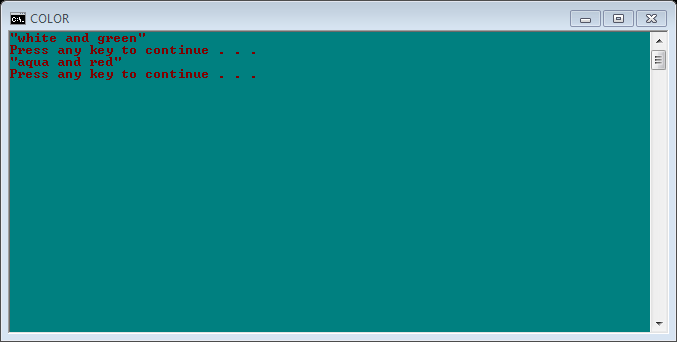 COLOR
"white and green"
Press any key to continue . . .
"aqua and red"
Press any key to continue . . .